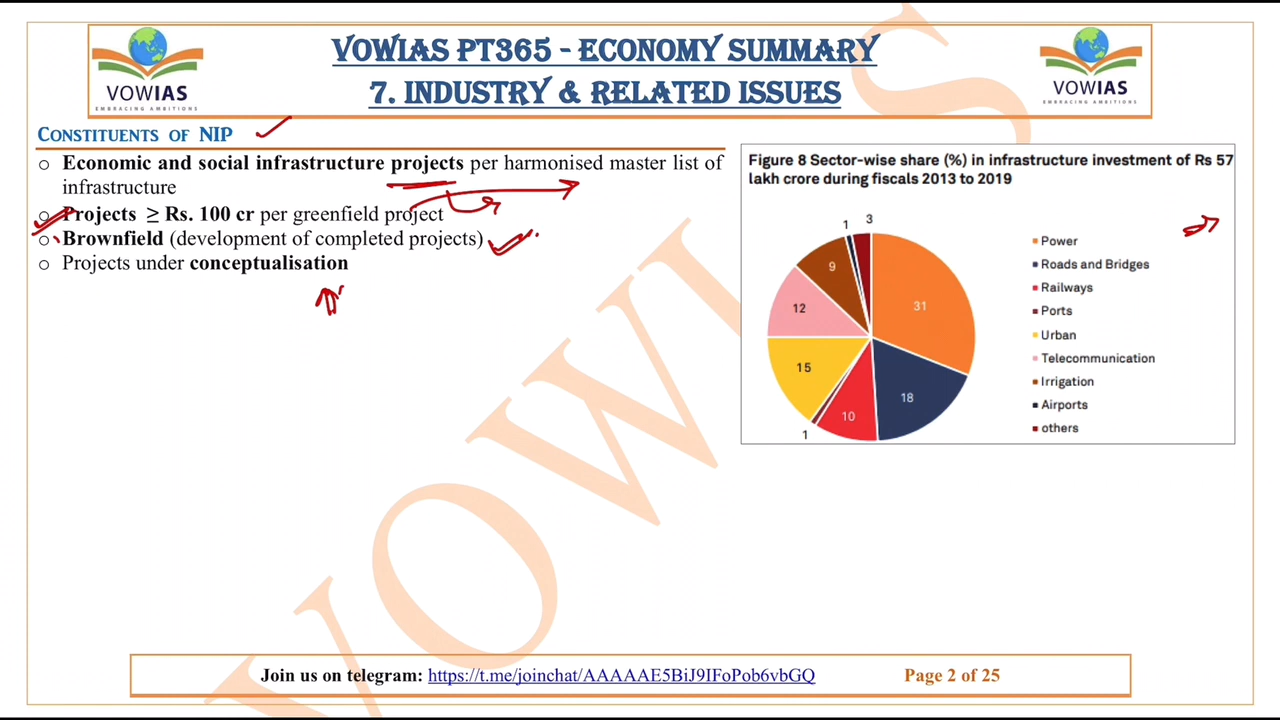 VOWIAS
EMBRACING AMBITIONS
VOWIAS PT365 - ECONOMY SUMMARY
7. INDUSTRY & RELATED ISSUES
VOWIAS
EMBRACING AMBITIONS
CONSTITUENTS OF NIP
o Economic and social infrastructure projects per harmonised master list of
infrastructure
o Projects ≥ Rs. 100 cr per greenfield project
o Brownfield (development of completed projects)
o Projects under conceptualisation
Figure 8 Sector-wise share (%) in infrastructure investment of Rs 57
lakh crore during fiscals 2013 to 2019
1
3
9
31
12
15
18
10
1
Power
Roads and Bridges
Railways
Ports
Urban
Telecommunication
Irrigation
Airports
others
VOWI S
Join us on telegram: https://t.me/joinchat/AAAAAE5BiJ9IFoPob6vbGQ Page 2 of 25